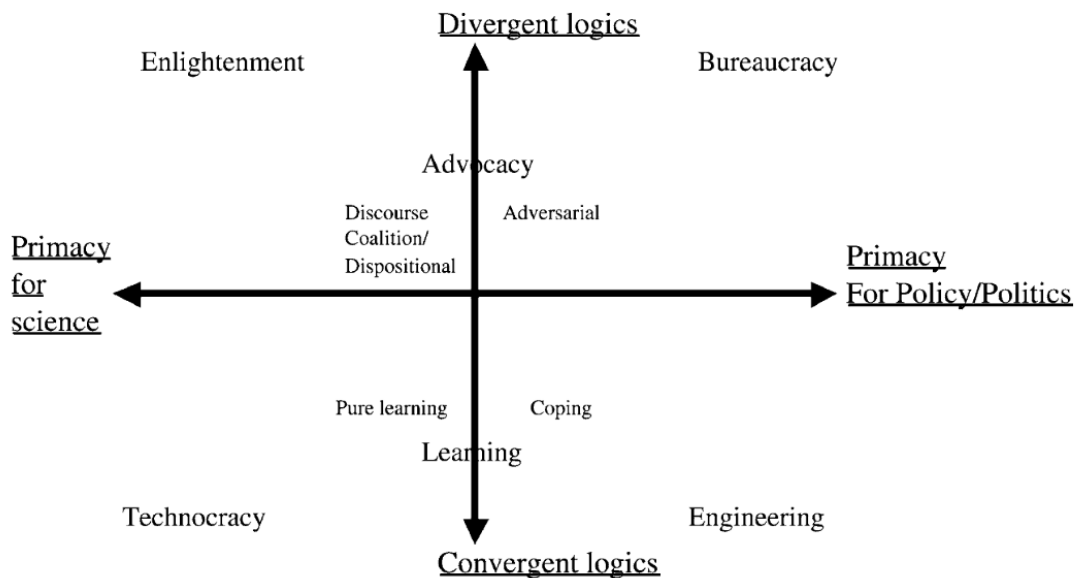 Divergent logics
Enlightenment
Bureaucracy
Advocacy
Discourse
Coalition/
Dispositional
Adversarial
Primacy
for
science
Primacy
For Policy/Politics
Pure learning
Coping
Learning
Technocracy
Engineering
Convergent logics